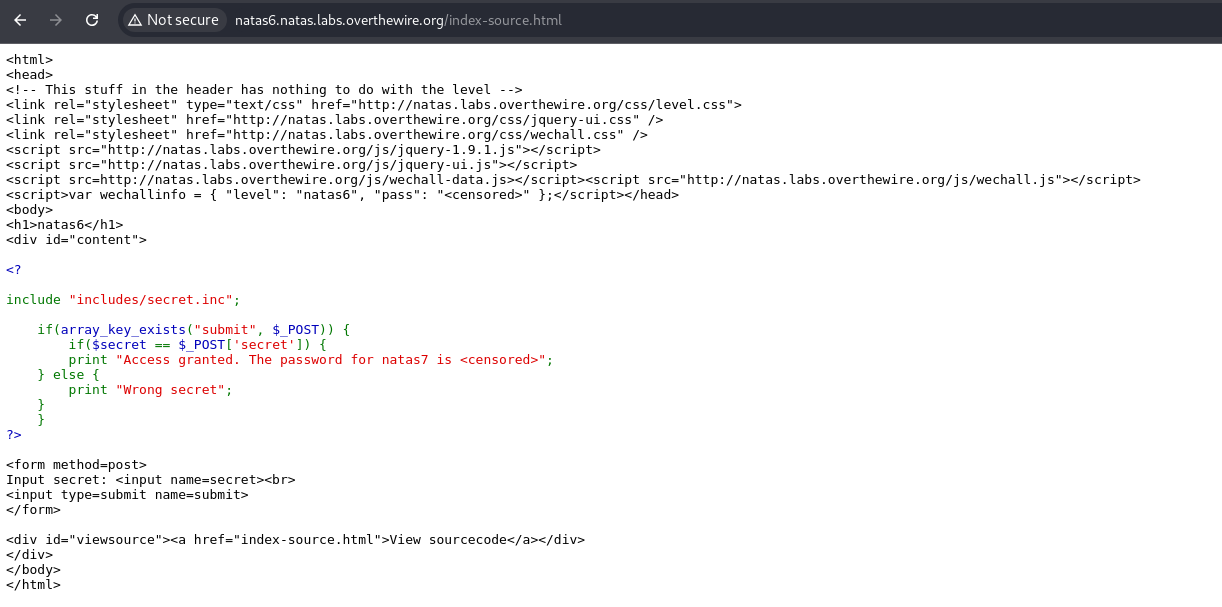 Not secure natas6.natas.labs.overthewire.org/index-source.html
<html>
<head>
<!-- This stuff in the header has nothing to do with the level -->
<link rel="stylesheet" type="text/css" href="http://natas.labs.overthewire.org/css/level.css">
<link rel="stylesheet" href="http://natas.labs.overthewire.org/css/jquery-ui.css" />
<link rel="stylesheet" href="http://natas.labs.overthewire.org/css/wechall.css" />
<script src="http://natas.labs.overthewire.org/js/jquery-1.9.1.js"></script>
<script src="http://natas.labs.overthewire.org/js/jquery-ui.js"></script>
<script src=http://natas.labs.overthewire.org/js/wechall-data.js></script><script src="http://natas.labs.overthewire.org/js/wechall.js"></script>
<script>var wechallinfo = { "level": "natas6", "pass": "<censored>" };</script></head>
<body>
<h1>natas6</h1>
<div id="content">

<?

include "includes/secret.inc";

    if(array_key_exists("submit", $_POST)) {
        if($secret == $_POST['secret']) {
        print "Access granted. The password for natas7 is <censored>";
    } else {
        print "Wrong secret";
    }
    }
?>

<form method=post>
Input secret: <input name=secret><br>
<input type=submit name=submit>
</form>

<div id="viewsource"><a href="index-source.html">View sourcecode</a></div>
</div>
</body>
</html>